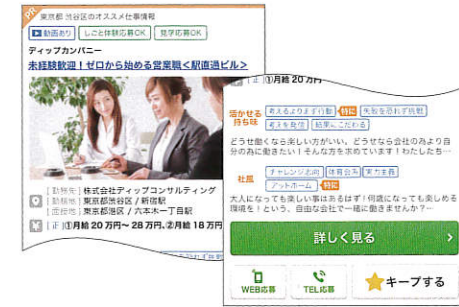 PR
東京都 渋谷区のオススメ仕事情報
動画あり しごと体験応募OK 見学応募OK
ディップカンパニー
未経験歓迎！ゼロから始める営業職＜駅直過ビル＞
[勤務先] 株式会社ディップコンサルティング
[勤務地] 東京都渋谷区 / 新宿駅
[面接地] 東京都港区 / 六本木一丁目駅
¥ [正]①月給 20 万円〜 28 万円、②月給 18 万円
[正]①月給 20 万円
活かせる持ち味
考えるよりまず行動 特に 失敗を恐れず挑戦
考えを発信 結果にこだわる
どうせ働くなら楽しい方がいい。どうせなら会社の為より自
分の為に働きたい！そんな方を求めています！わたしたち…
社風
チャレンジ志向 体育会系 実力主義
アットホーム 特に
大人になっても楽しい事はあるはず！何歳になっても楽しめる
環境を！という、自由な会社で一緒に働きませんか？…
詳しく見る
WEB応募 TEL応募 キープする